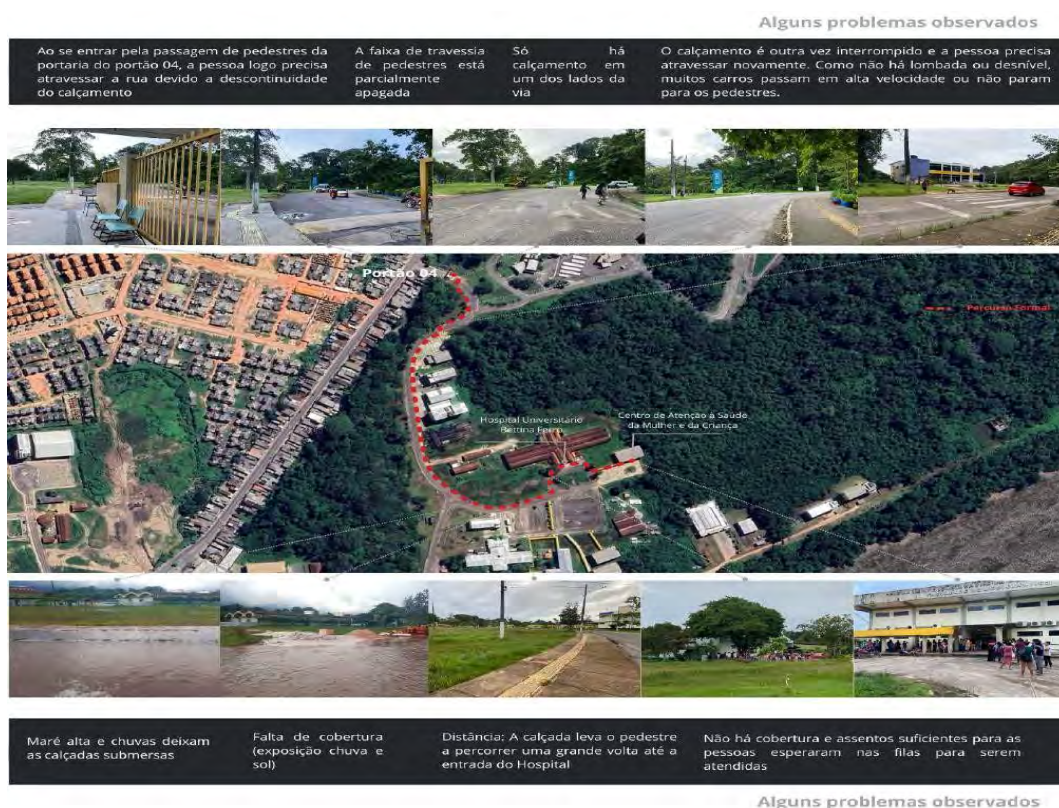 Alguns problemas observados
Ao se entrar pela passagem de pedestres da
portaria do portão 04, a pessoa logo precisa
atravessar a rua devido a descontinuidade
do calçamento
A faixa de travessia
de pedestres está
parcialmente
apagada
Só há
calçamento em
um dos lados da
via
O calçamento é outra vez interrompido e a pessoa precisa
atravessar novamente. Como não há lombada ou desnível,
muitos carros passam em alta velocidade ou não param
para os pedestres.
Portão 04
Percurso Formal
Hospital Universitário
Bettina Ferro
Centro de Atenção à Saúde
da Mulher e da Criança
Maré alta e chuvas deixam
as calçadas submersas
Falta de cobertura
(exposição chuva e
sol)
Distância: A calçada leva o pedestre
a percorrer uma grande volta até a
entrada do Hospital
Não há cobertura e assentos suficientes para as
pessoas esperaram nas filas para serem
atendidas
Alguns problemas observados